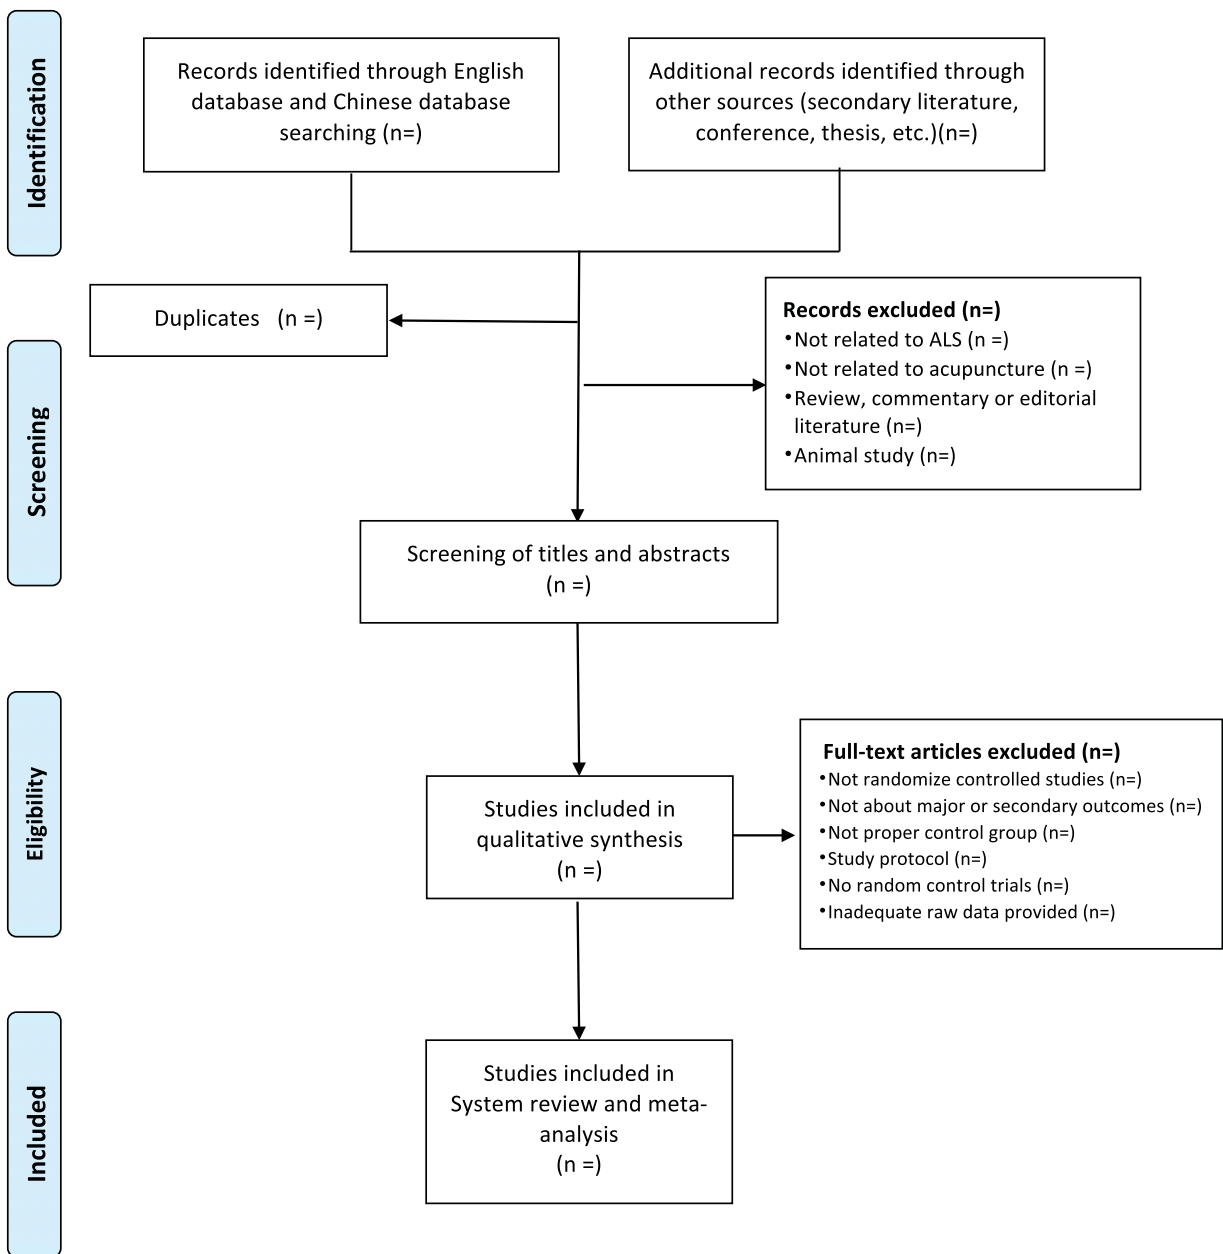 Identification
Records identified through English
database and Chinese database
searching (n=)
Additional records identified through
other sources (secondary literature,
conference, thesis, etc.)(n=)
Duplicates (n =)
Records excluded (n=)
•Not related to ALS (n =)
•Not related to acupuncture (n =)
•Review, commentary or editorial
literature (n=)
•Animal study (n=)
Screening
Screening of titles and abstracts
(n =)
Eligibility
Studies included in
qualitative synthesis
(n =)
Full-text articles excluded (n=)
•Not randomize controlled studies (n=)
•Not about major or secondary outcomes (n=)
•Not proper control group (n=)
•Study protocol (n=)
•No random control trials (n=)
•Inadequate raw data provided (n=)
Included
Studies included in
System review and meta-
analysis
(n =)